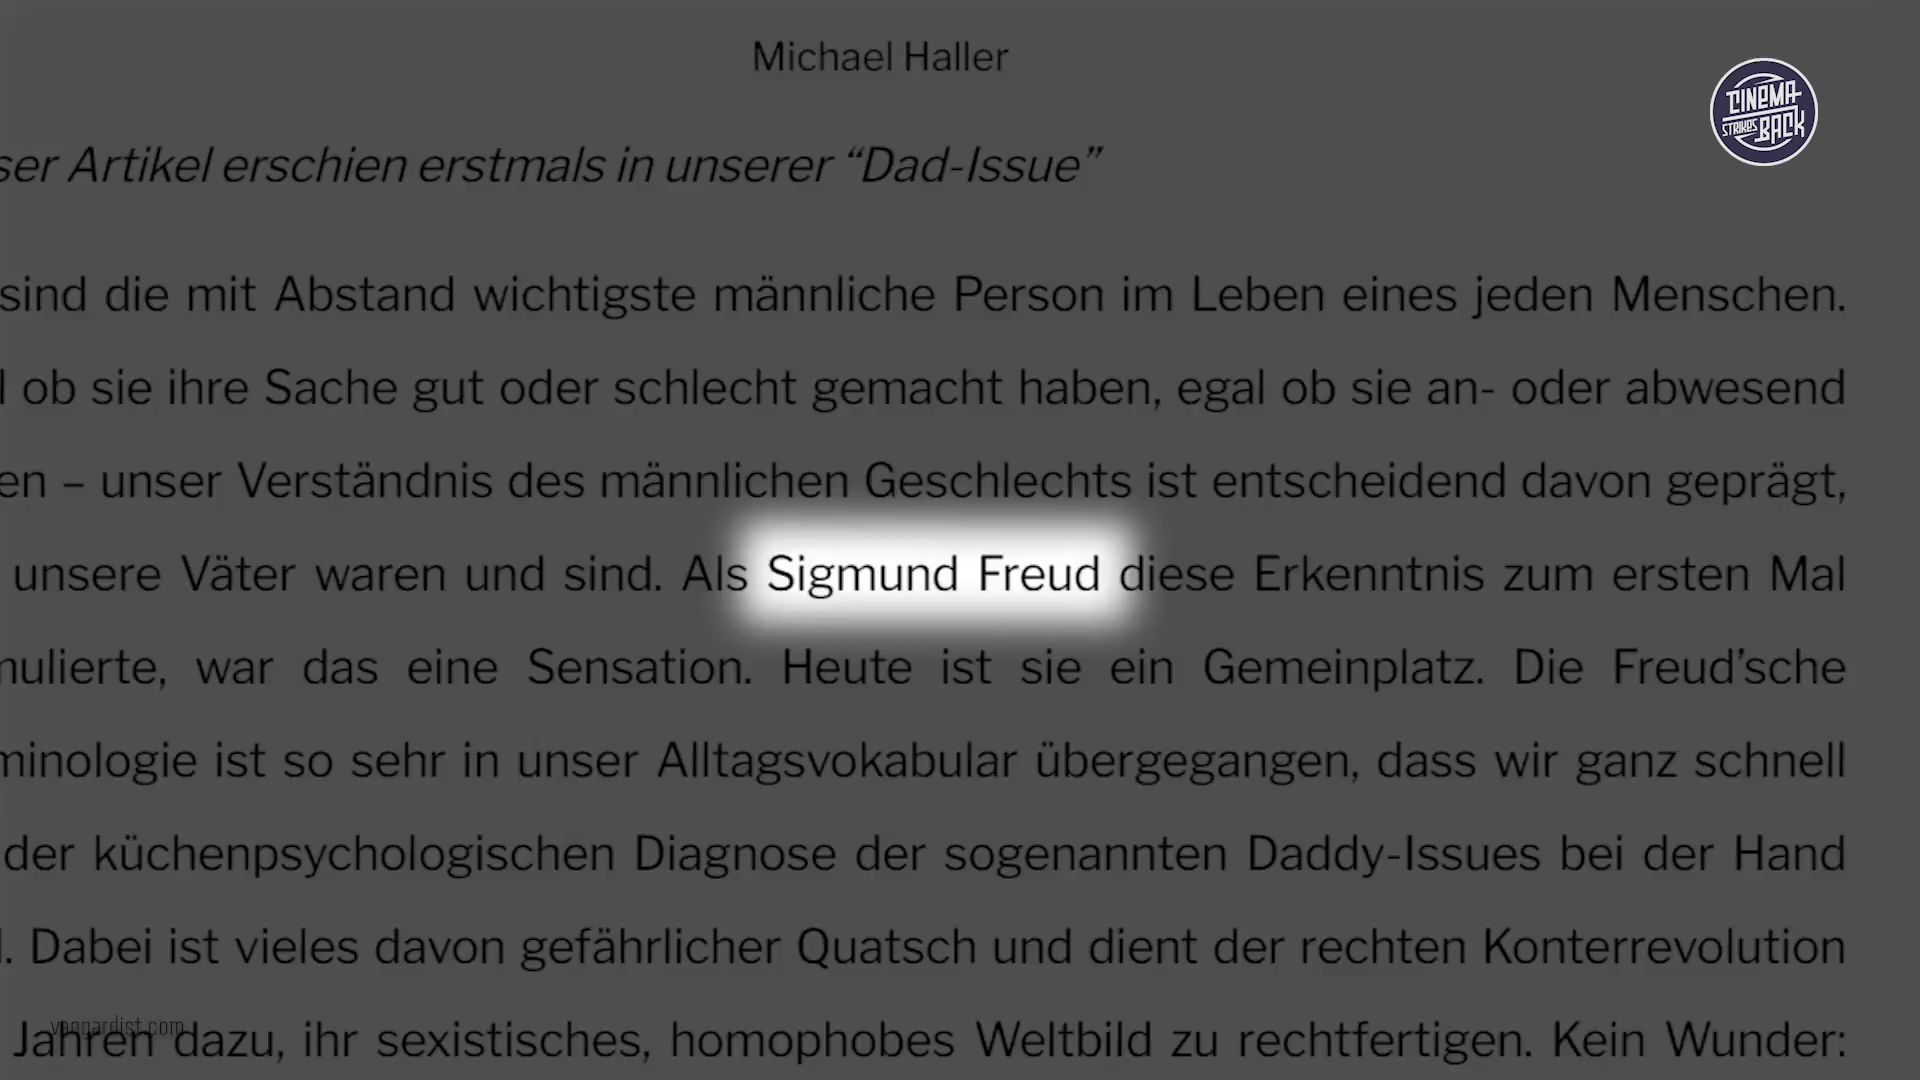 Michael Haller
CINEMA
STRIKES BACK
Artikel erschien erstmals in unserer “Dad-Issue”
sind die mit Abstand wichtigste männliche Person im Leben eines jeden Menschen.
ob sie ihre Sache gut oder schlecht gemacht haben, egal ob sie an- oder abwesend
– unser Verständnis des männlichen Geschlechts ist entscheidend davon geprägt,
unsere Väter waren und sind. Als Sigmund Freud diese Erkenntnis zum ersten Mal
war das eine Sensation. Heute ist sie ein Gemeinplatz. Die Freud’sche
ist so sehr in unser Alltagsvokabular übergegangen, dass wir ganz schnell
der küchenpsychologischen Diagnose der sogenannten Daddy-Issues bei der Hand
Dabei ist vieles davon gefährlicher Quatsch und dient der rechten Konterrevolution
vangardist.com
Jahren dazu, ihr sexistisches, homophobes Weltbild zu rechtfertigen. Kein Wunder: